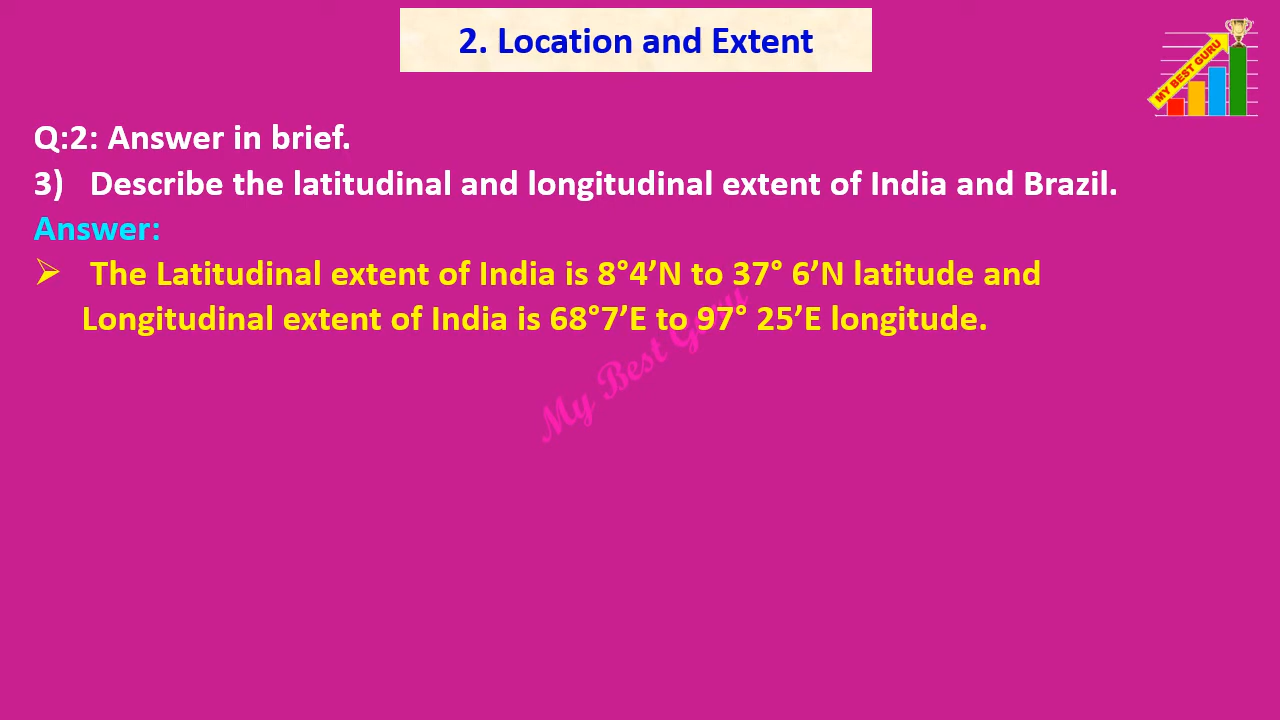 2. Location and Extent
MY BEST GURU
Q:2: Answer in brief.
3) Describe the latitudinal and longitudinal extent of India and Brazil.
Answer:
➢ The Latitudinal extent of India is 8°4’N to 37° 6’N latitude and
Longitudinal extent of India is 68°7’E to 97° 25’E longitude.
My Best Guru